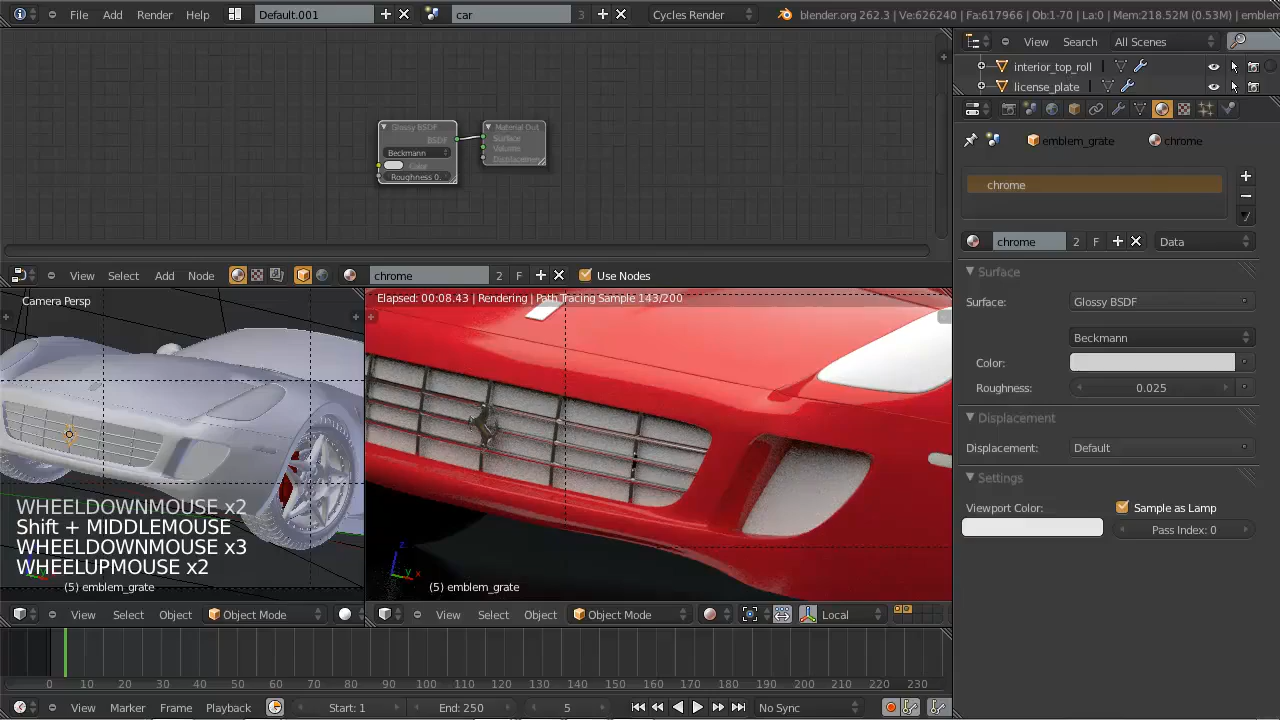 File Add Render Help Default.001 car 3 Cycles Render blender.org 262.3 | Ve:626240 | Fa:617966 | Ob:1-70 | La:0 | Mem:218.52M (0.53M) | emblem
View Search All Scenes
interior_top_roll
license_plate
Glossy BSDF
BSDF
Beckmann
Color
Roughness 0.
Material Out
Surface
Volume
Displacement
emblem_grate chrome
chrome
chrome 2 F Data
View Select Add Node chrome 2 F Use Nodes
Surface
Surface: Glossy BSDF
Beckmann
Color:
Roughness: 0.025
Displacement
Displacement: Default
Settings
Viewport Color: Sample as Lamp
Pass Index: 0
Camera Persp
WHEELDOWNMOUSE x2
Shift + MIDDLEMOUSE
WHEELDOWNMOUSE x3
WHEELUPMOUSE x2
(5) emblem_grate
Elapsed: 00:08.43 | Rendering | Path Tracing Sample 143/200
z
y x
(5) emblem_grate
View Select Object Object Mode
View Select Object Object Mode Local
0 10 20 30 40 50 60 70 80 90 100 110 120 130 140 150 160 170 180 190 200 210 220 230
View Marker Frame Playback Start: 1 End: 250 5 No Sync